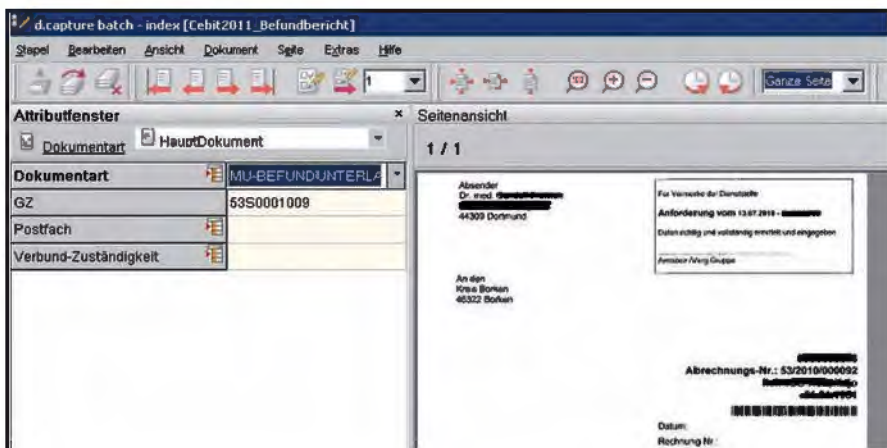 d.capture batch - index [Cebit2011_Befundbericht]
Stapel Bearbeiten Ansicht Dokument Seite Extras Hilfe
1
Ganze Seite
Attributfenster x
Dokumentart HauptDokument
Dokumentart MU-BEFUNDUNTERLA
GZ 53S0001009
Postfach
Verbund-Zuständigkeit
Seitenansicht
1 / 1
Absender
Dr. med.
44309 Dortmund
An den
Kreis Borken
46322 Borken
Für Vermerke der Dienststelle
Anforderung vom 13.07.2010 -
Daten richtig und vollständig ermittelt und eingegeben
Abrechnungs-Nr.: 53/2010/000092
Datum:
Rechnung Nr